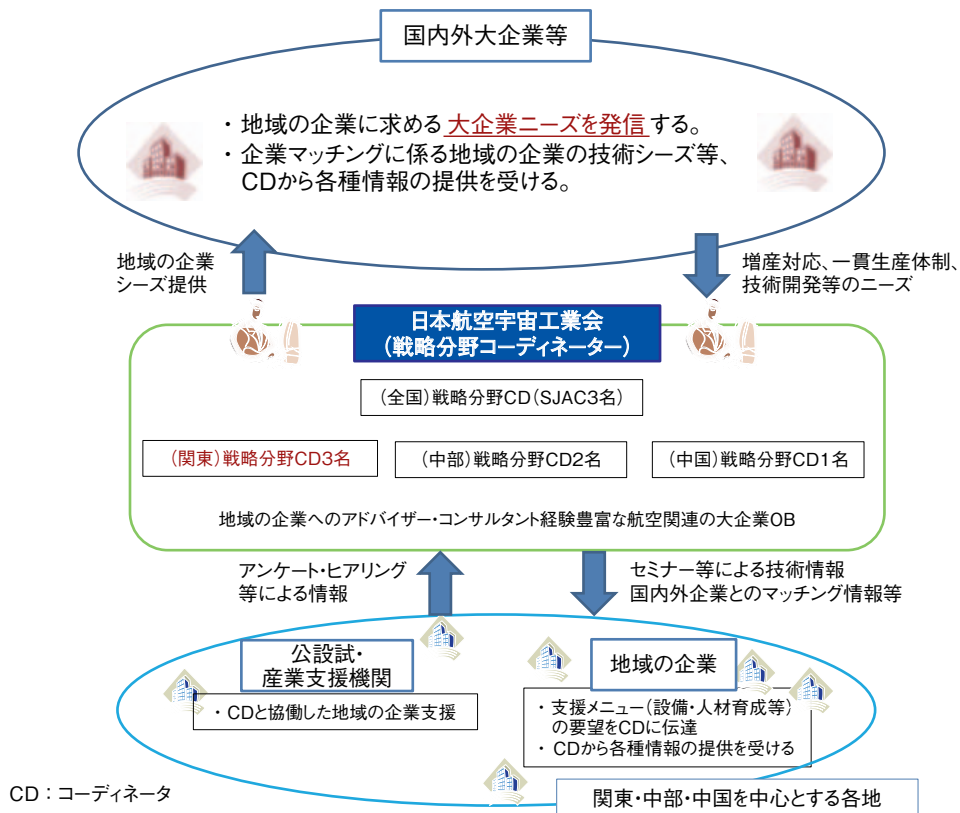 国内外大企業等
・地域の企業に求める大企業ニーズを発信する。
・企業マッチングに係る地域の企業の技術シーズ等、
CDから各種情報の提供を受ける。
地域の企業
シーズ提供
増産対応、一貫生産体制、
技術開発等のニーズ
日本航空宇宙工業会
(戦略分野コーディネーター)
(全国)戦略分野CD(SJAC3名)
(関東)戦略分野CD3名
(中部)戦略分野CD2名
(中国)戦略分野CD1名
地域の企業へのアドバイザー・コンサルタント経験豊富な航空関連の大企業OB
アンケート・ヒアリング
等による情報
セミナー等による技術情報
国内外企業とのマッチング情報等
公設試・
産業支援機関
・CDと協働した地域の企業支援
地域の企業
・支援メニュー(設備・人材育成等)
の要望をCDに伝達
・CDから各種情報の提供を受ける
CD:コーディネータ
関東・中部・中国を中心とする各地